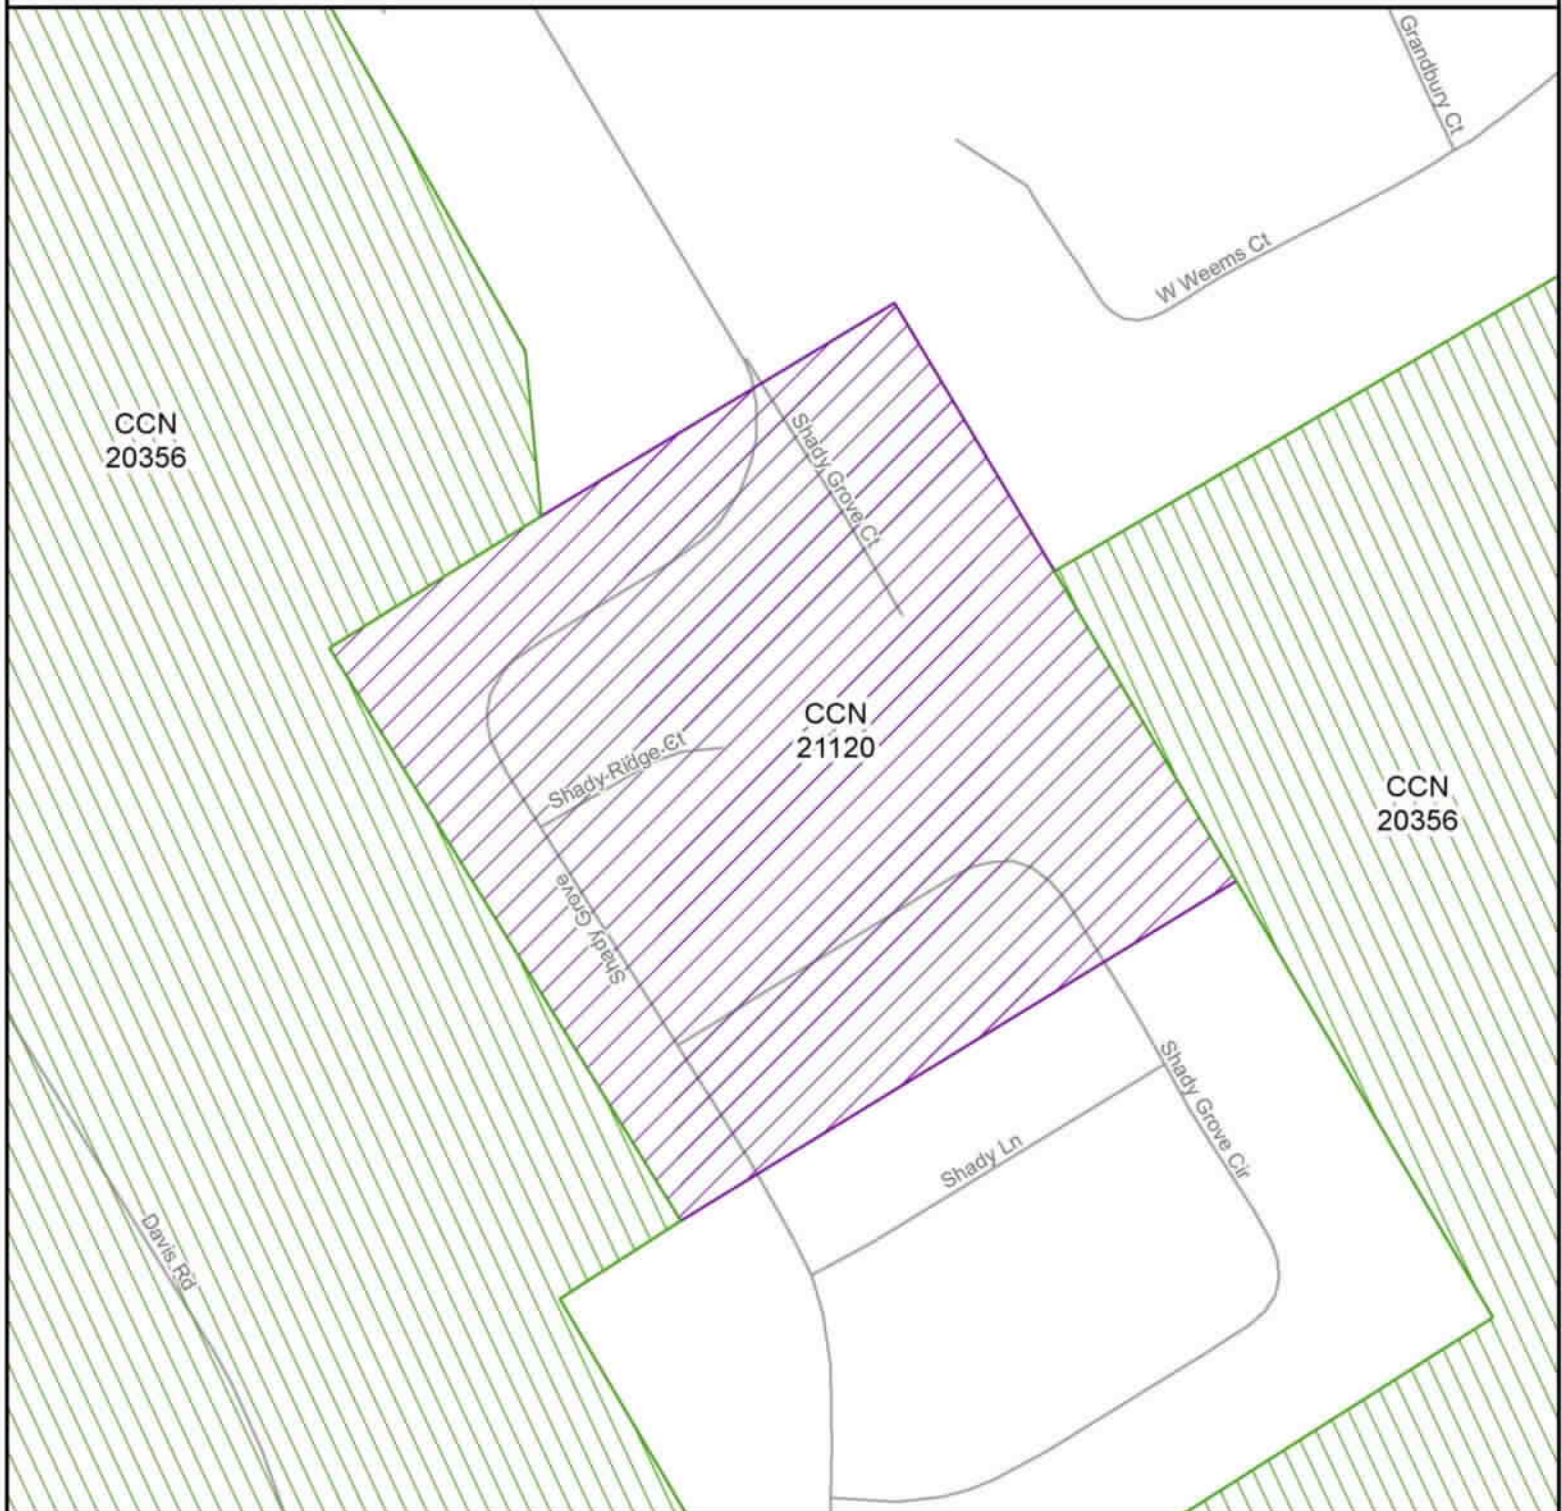 Grandbury Ct
W Weems Ct
CCN
20356
Shady Grove Ct
CCN
21120
Shady Ridge Ct
CCN
20356
Shady Grove
Shady Grove Cir
Shady Ln
Davis Rd